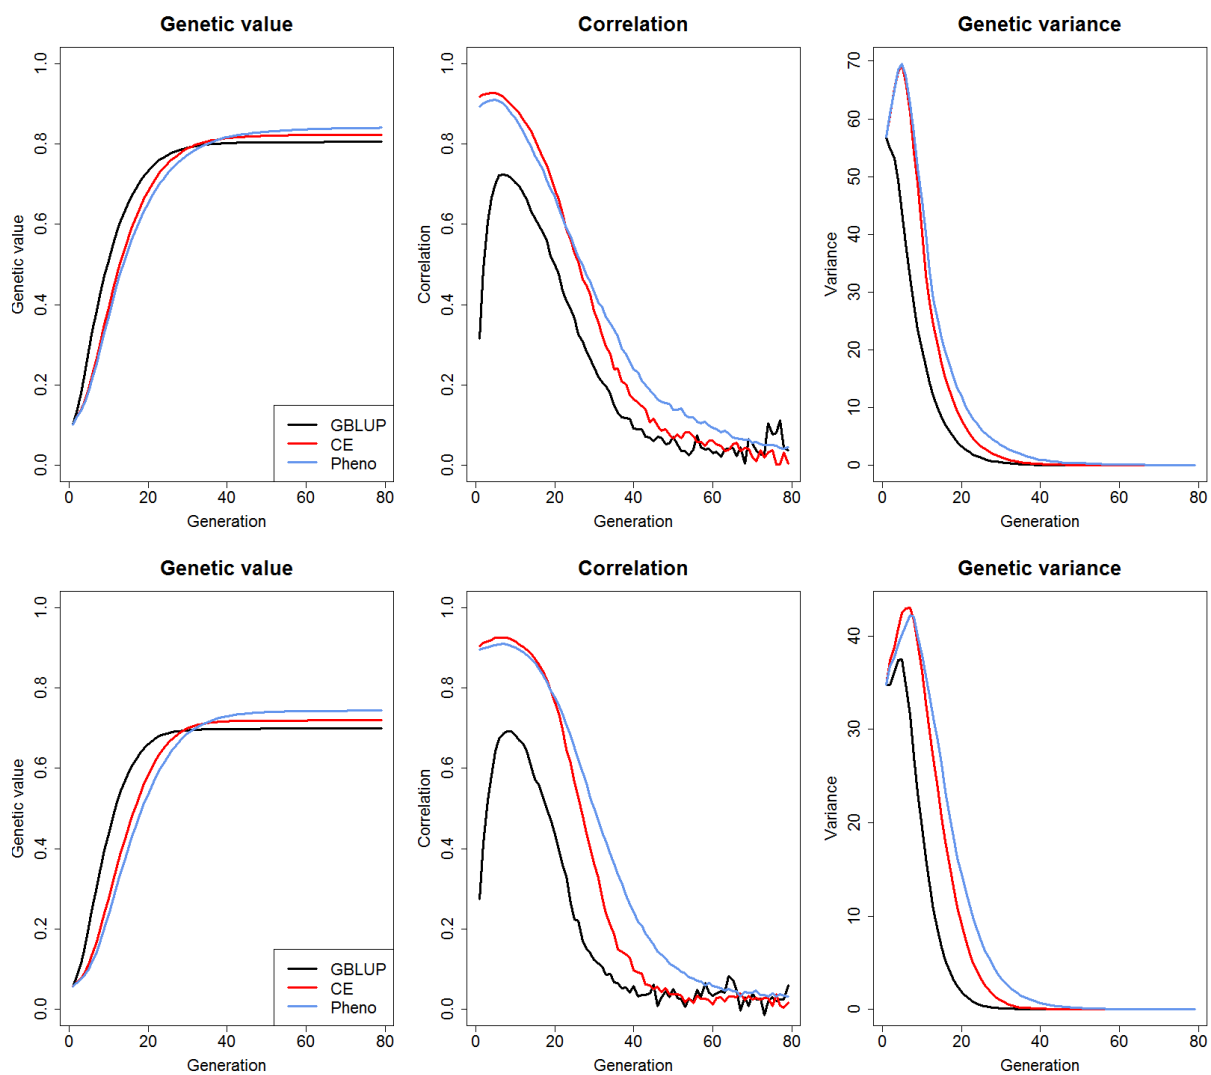 Genetic value
Correlation
Genetic variance
Genetic value
0.0 0.2 0.4 0.6 0.8 1.0
GBLUP
CE
Pheno
0 20 40 60 80
Generation
Correlation
0.0 0.2 0.4 0.6 0.8 1.0
0 20 40 60 80
Generation
Variance
0 10 20 30 40 50 60 70
0 20 40 60 80
Generation
Genetic value
Correlation
Genetic variance
Genetic value
0.0 0.2 0.4 0.6 0.8 1.0
GBLUP
CE
Pheno
0 20 40 60 80
Generation
Correlation
0.0 0.2 0.4 0.6 0.8 1.0
0 20 40 60 80
Generation
Variance
0 10 20 30 40
0 20 40 60 80
Generation